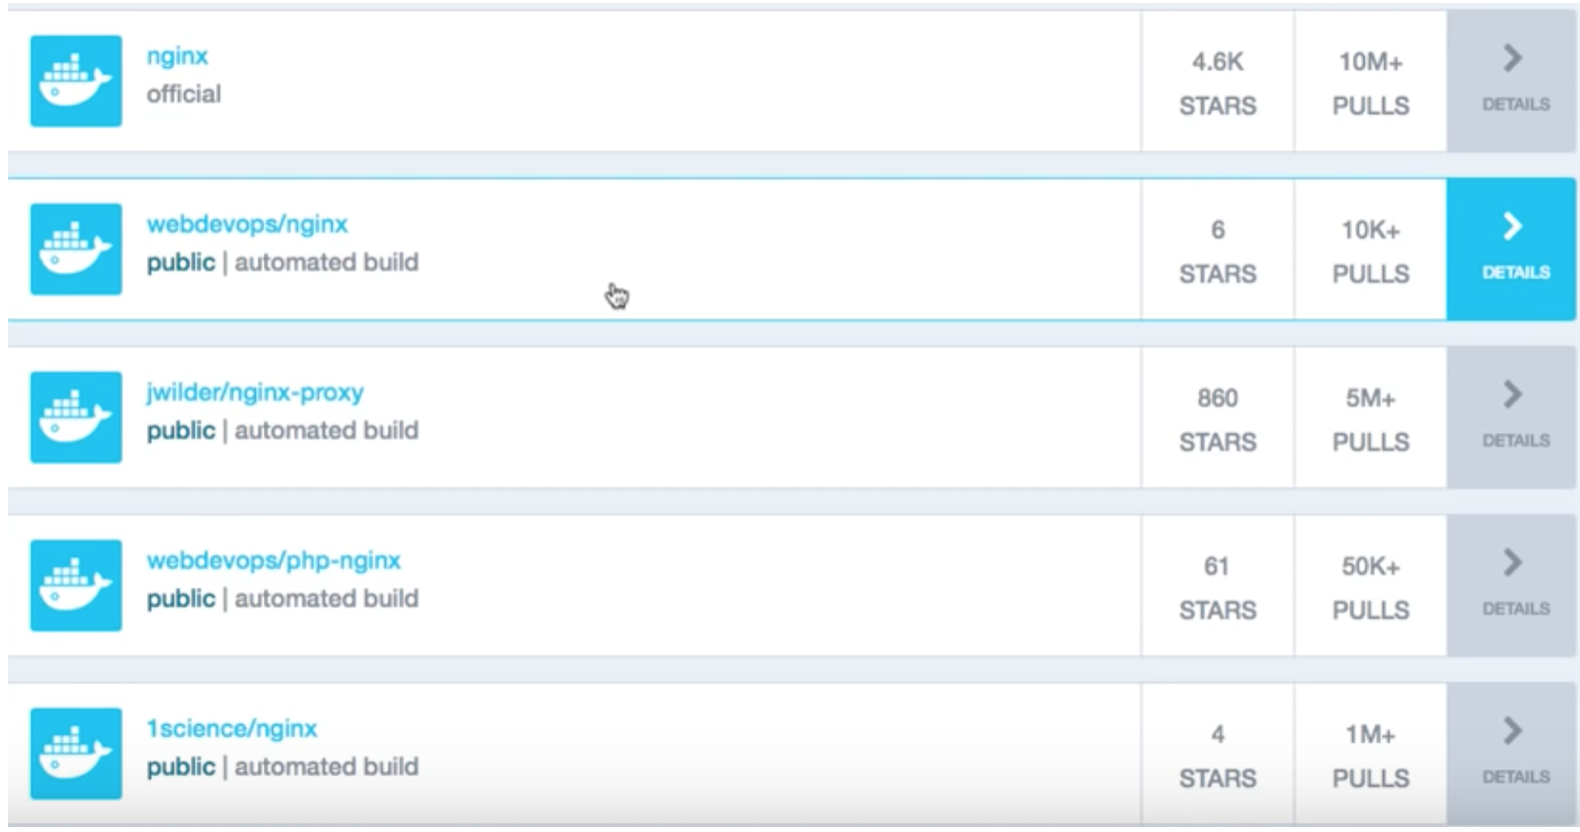 nginx
official
4.6K
STARS
10M+
PULLS
DETAILS
webdevops/nginx
public | automated build
6
STARS
10K+
PULLS
DETAILS
jwilder/nginx-proxy
public | automated build
860
STARS
5M+
PULLS
DETAILS
webdevops/php-nginx
public | automated build
61
STARS
50K+
PULLS
DETAILS
1science/nginx
public | automated build
4
STARS
1M+
PULLS
DETAILS